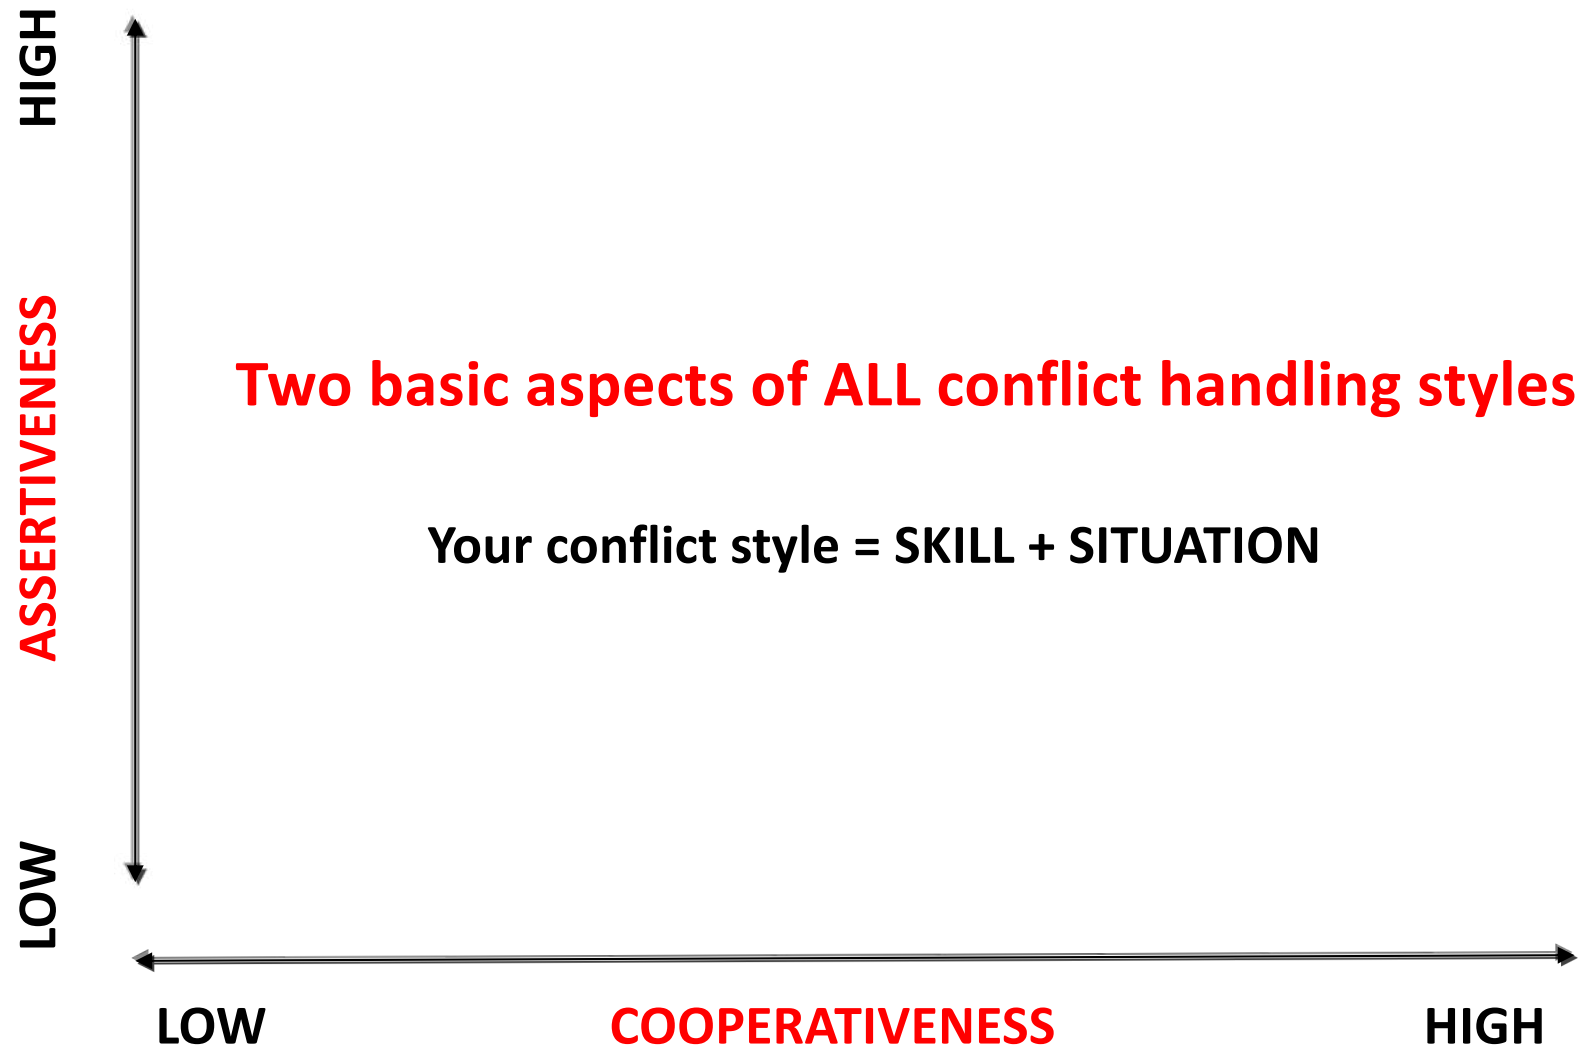 HIGH
ASSERTIVENESS
LOW
Two basic aspects of ALL conflict handling styles
Your conflict style = SKILL + SITUATION
LOW
COOPERATIVENESS
HIGH